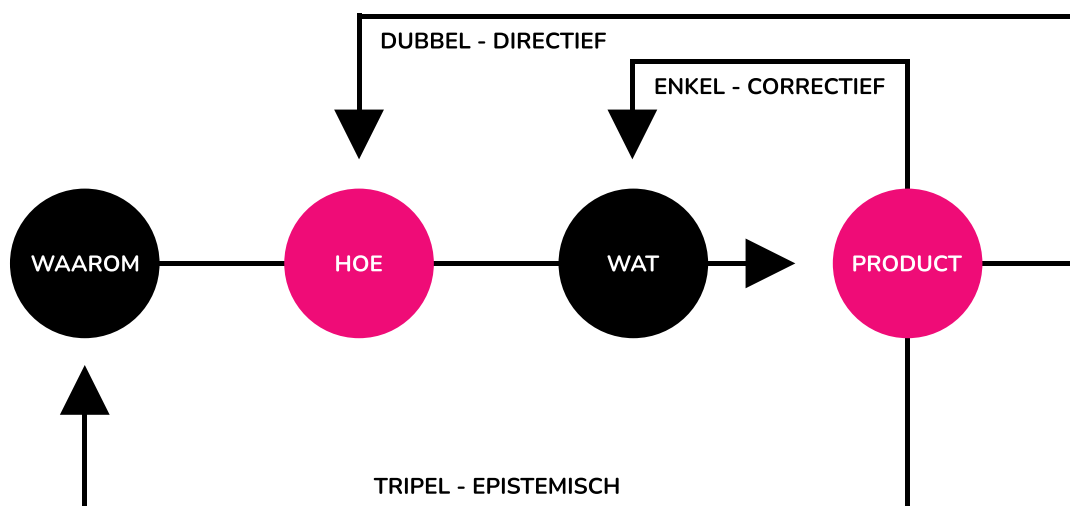 DUBBEL - DIRECTIEF
ENKEL - CORRECTIEF
WAAROM
HOE
WAT
PRODUCT
TRIPEL - EPISTEMISCH